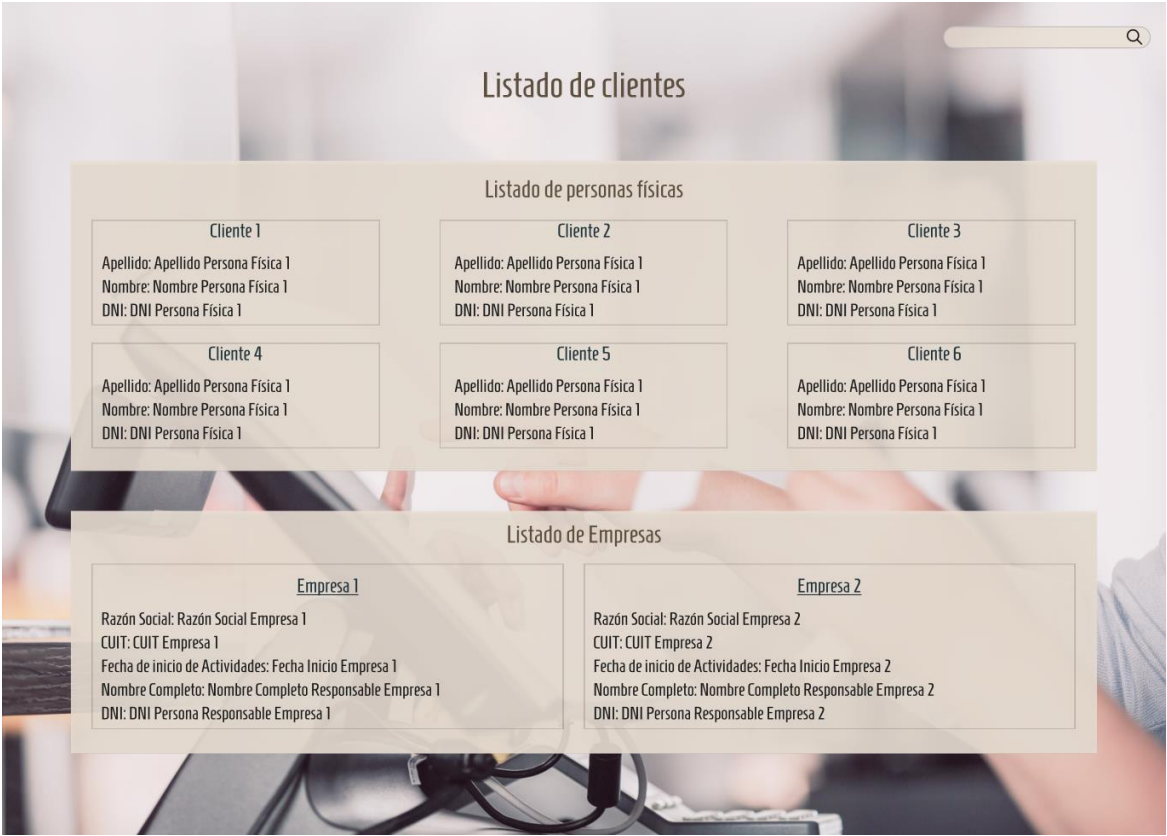 Listado de clientes
Listado de personas físicas
Cliente 1
Apellido: Apellido Persona Física 1
Nombre: Nombre Persona Física 1
DNI: DNI Persona Física 1
Cliente 2
Apellido: Apellido Persona Física 1
Nombre: Nombre Persona Física 1
DNI: DNI Persona Física 1
Cliente 3
Apellido: Apellido Persona Física 1
Nombre: Nombre Persona Física 1
DNI: DNI Persona Física 1
Cliente 4
Apellido: Apellido Persona Física 1
Nombre: Nombre Persona Física 1
DNI: DNI Persona Física 1
Cliente 5
Apellido: Apellido Persona Física 1
Nombre: Nombre Persona Física 1
DNI: DNI Persona Física 1
Cliente 6
Apellido: Apellido Persona Física 1
Nombre: Nombre Persona Física 1
DNI: DNI Persona Física 1
Listado de Empresas
Empresa 1
Razón Social: Razón Social Empresa 1
CUIT: CUIT Empresa 1
Fecha de inicio de Actividades: Fecha Inicio Empresa 1
Nombre Completo: Nombre Completo Responsable Empresa 1
DNI: DNI Persona Responsable Empresa 1
Empresa 2
Razón Social: Razón Social Empresa 2
CUIT: CUIT Empresa 2
Fecha de inicio de Actividades: Fecha Inicio Empresa 2
Nombre Completo: Nombre Completo Responsable Empresa 2
DNI: DNI Persona Responsable Empresa 2